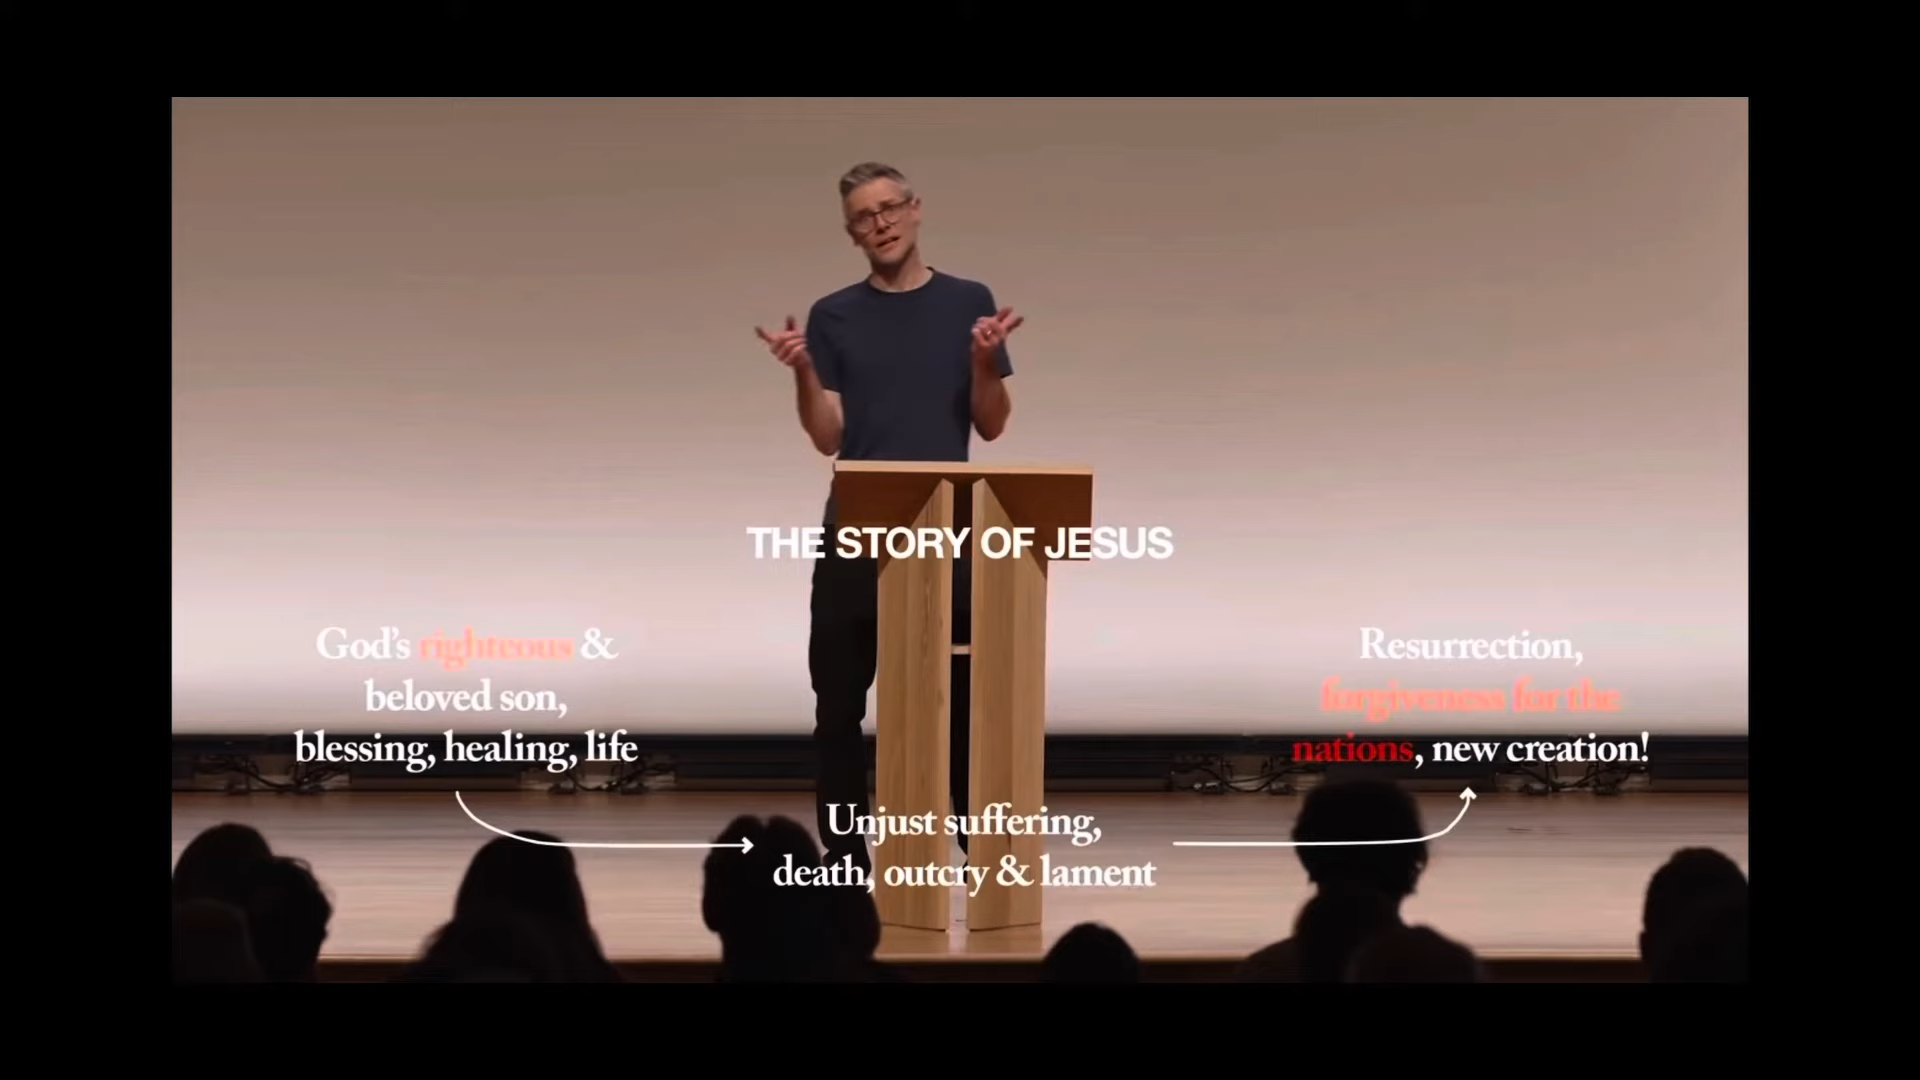 THE STORY OF JESUS
God's righteous &
beloved son,
blessing, healing, life
Unjust suffering,
death, outcry & lament
Resurrection,
forgiveness for the
nations, new creation!